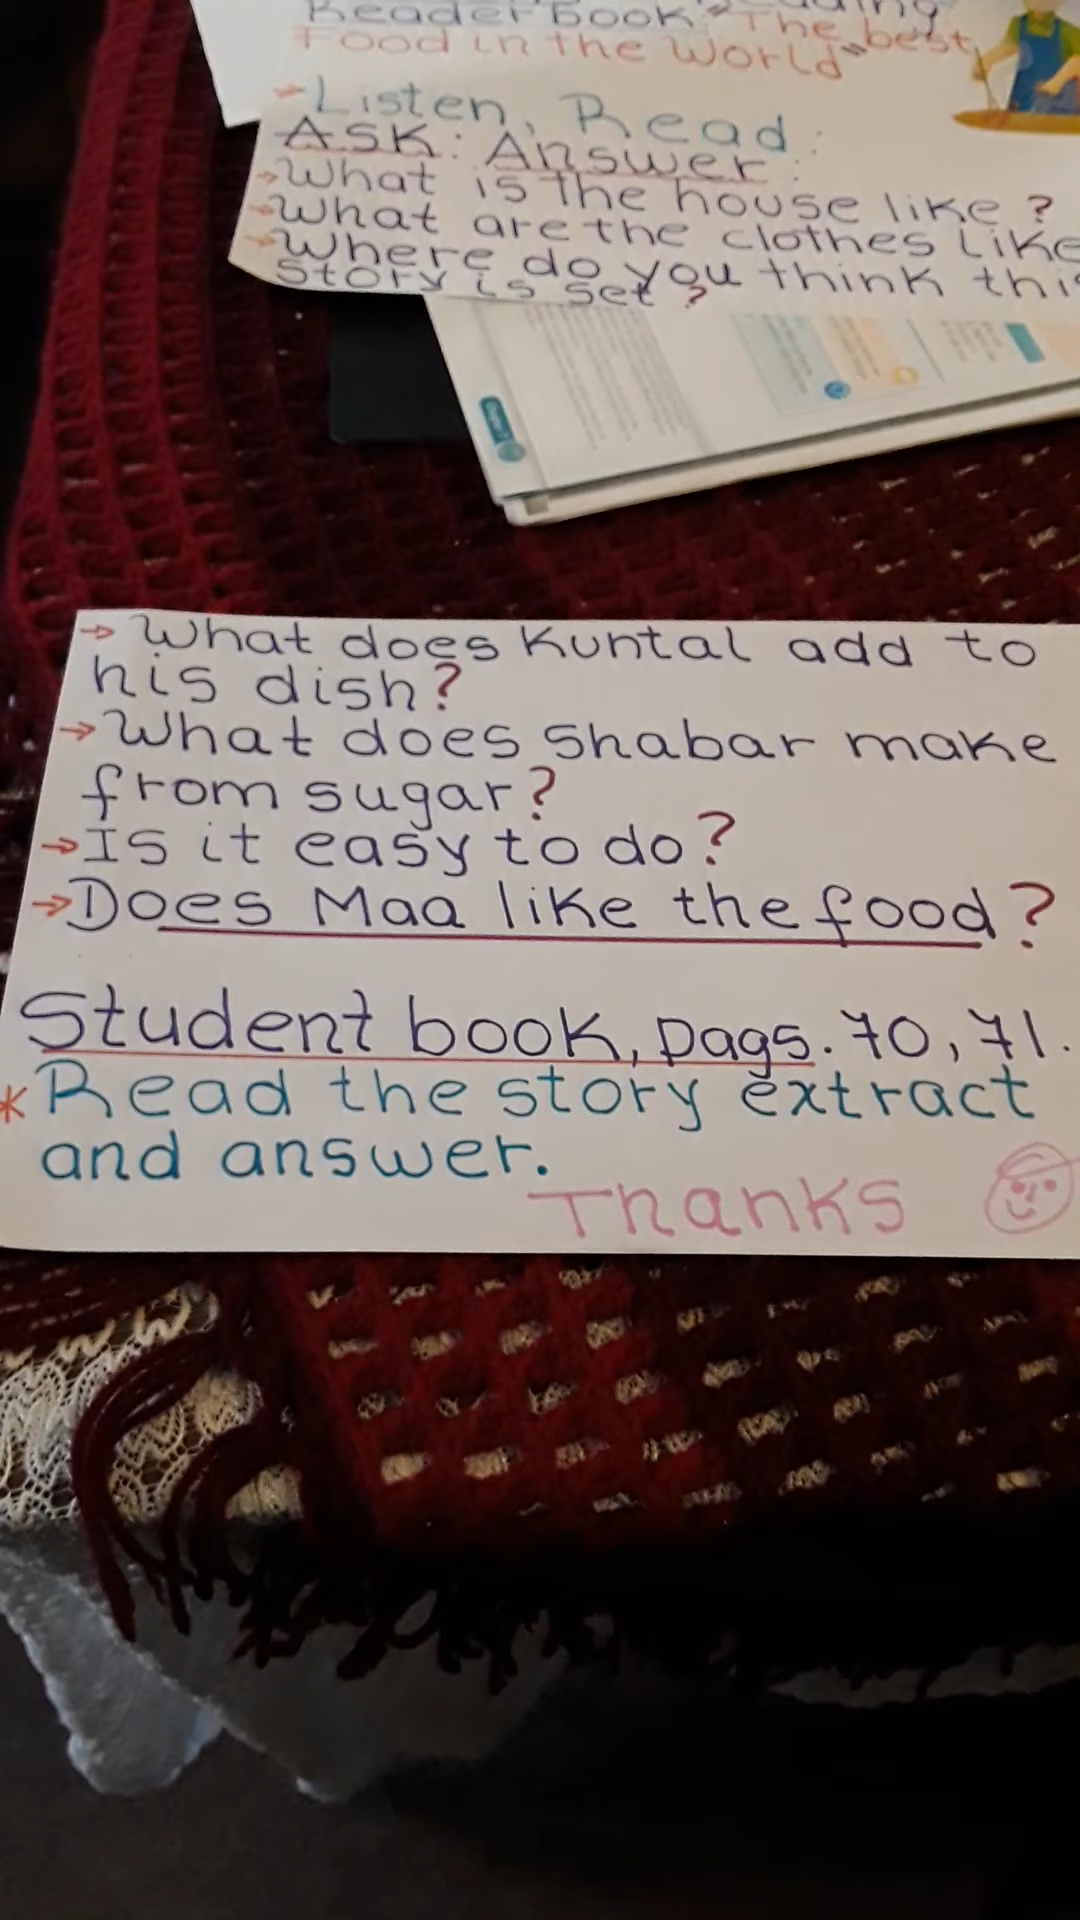 Reader Book: "The best
Food in the World"
→ Listen, Read:
ASK: Answer:
→ What is the house like?
→ What are the clothes like
→ Where do you think this
story is set?
→ What does Kuntal add to
his dish?
→ What does Shabar make
from sugar?
→ Is it easy to do?
→ Does Maa like the food?
Student book, pags. 70, 71.
* Read the story extract
and answer.
Thanks